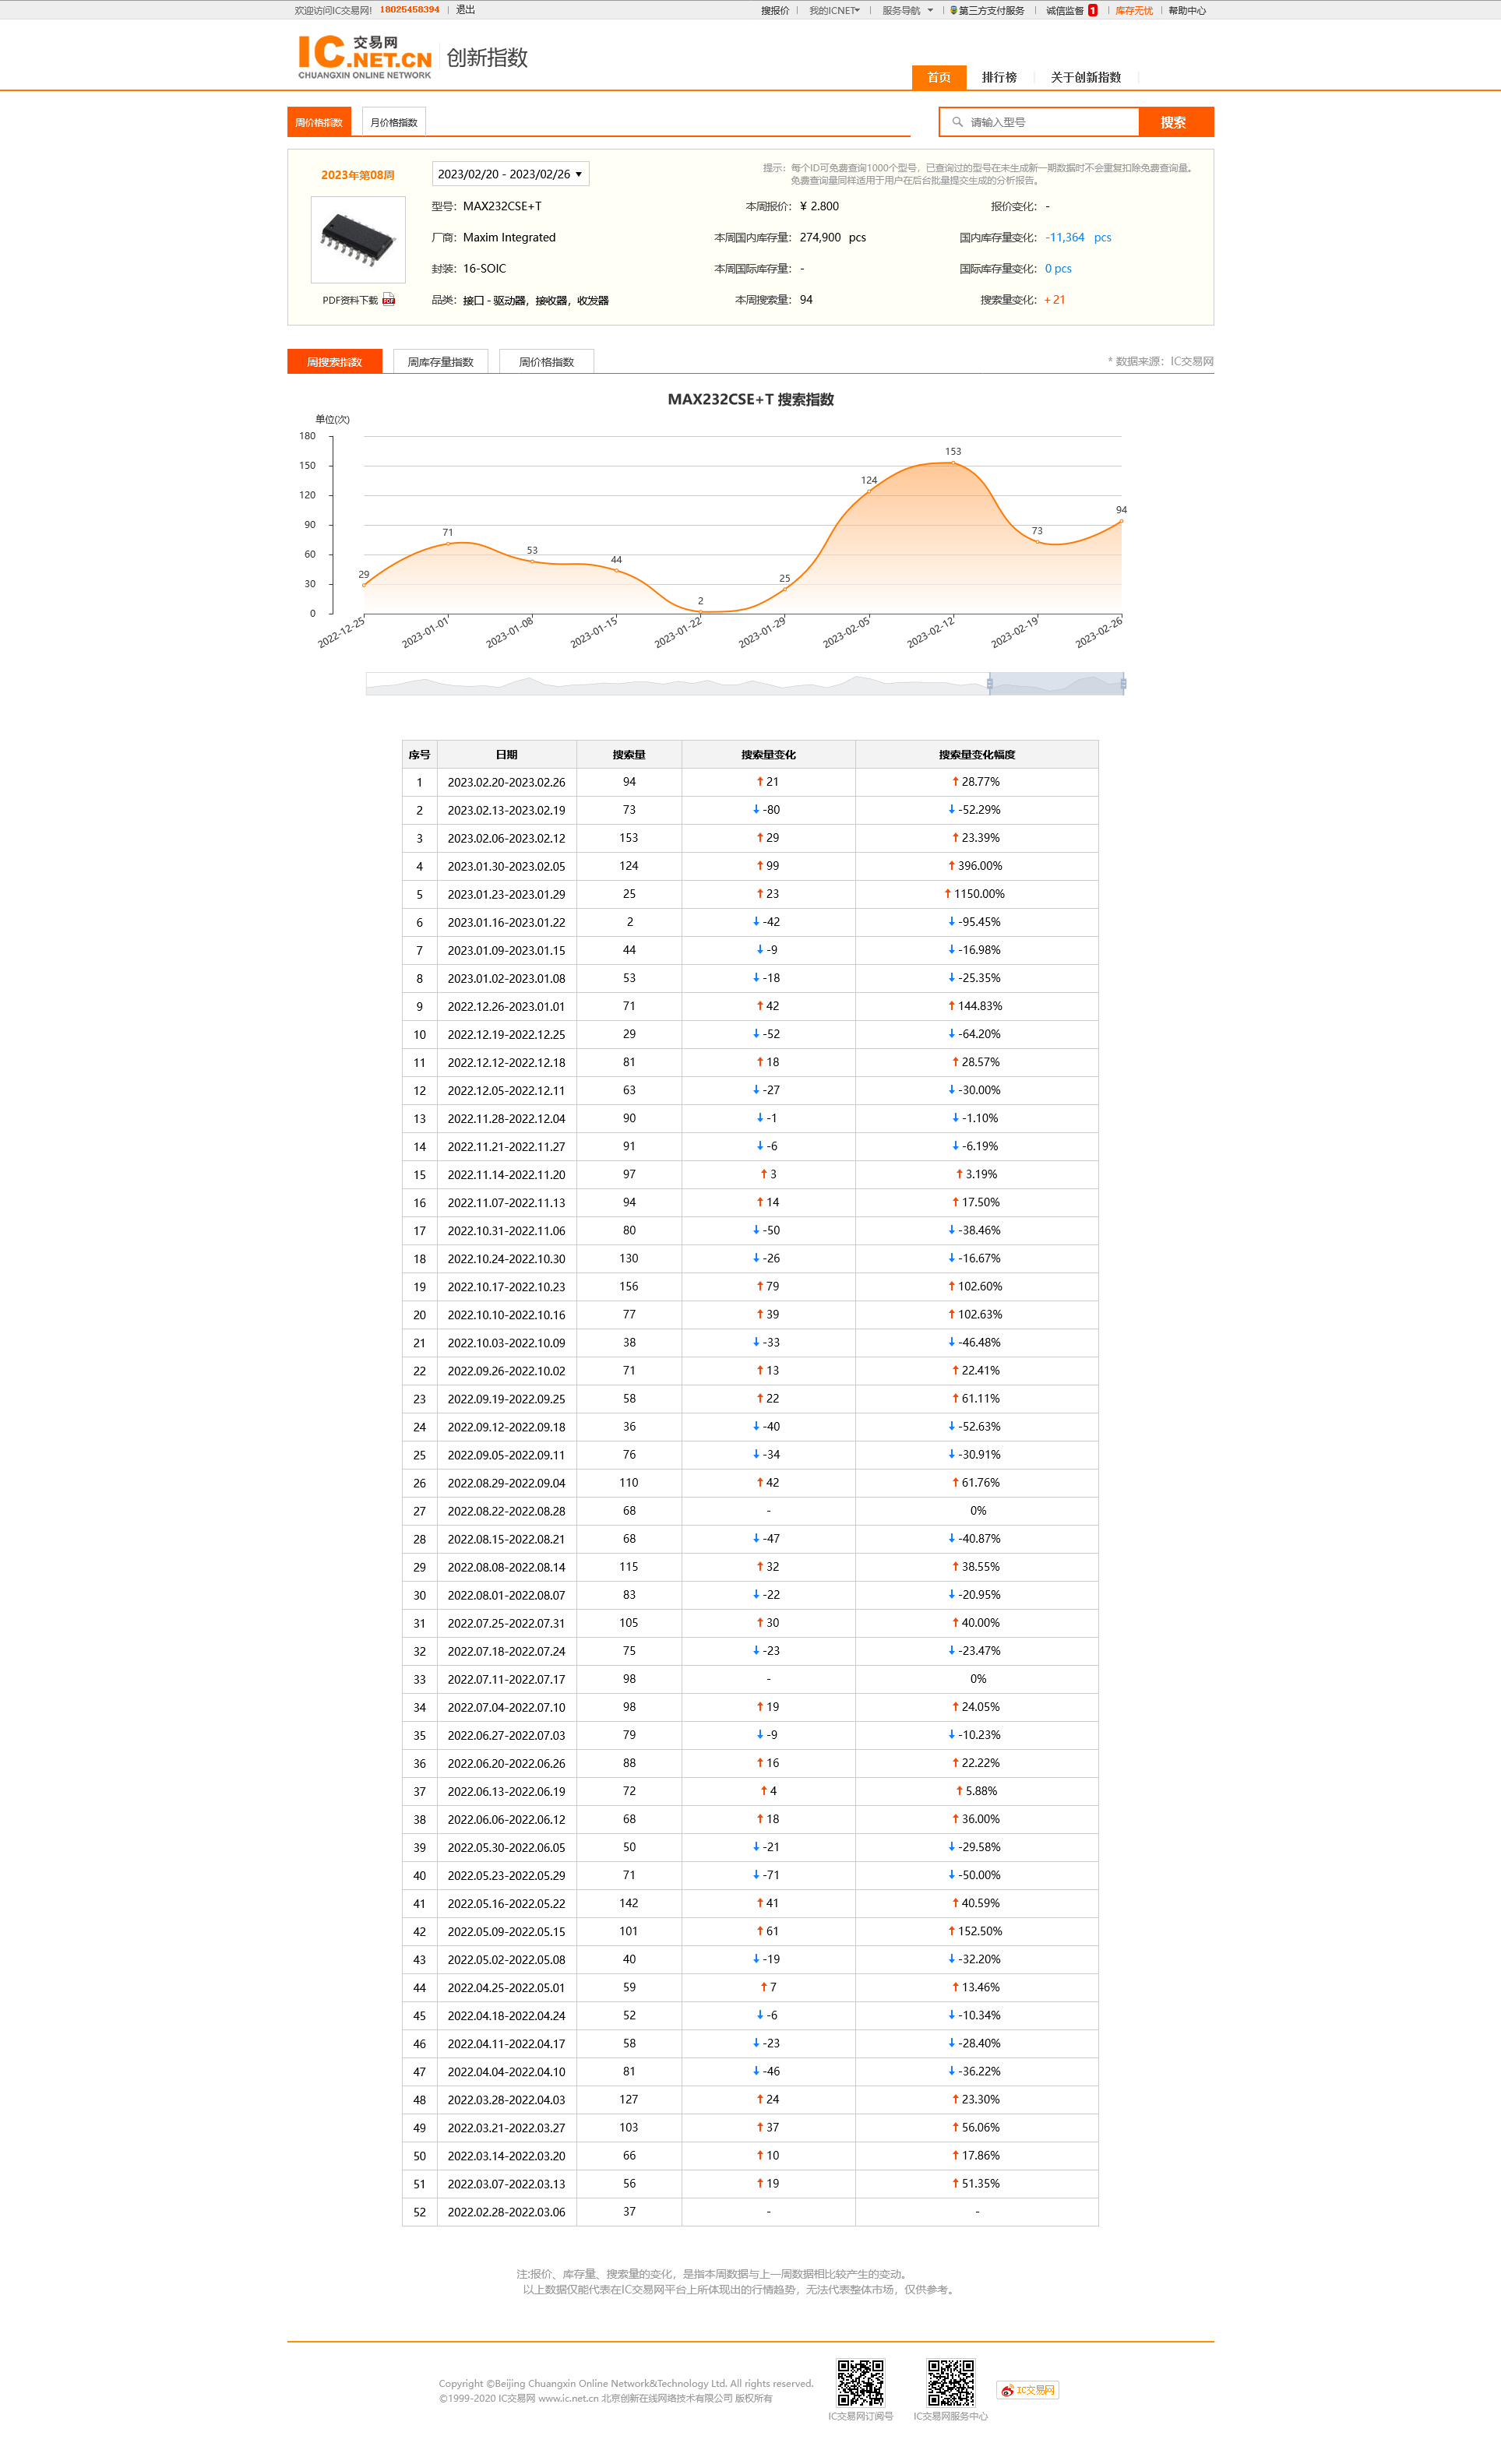 欢迎访问IC交易网! 18025458394 退出 搜报价 我的ICNET 服务导航 第三方支付服务 诚信监督 1 库存无忧 帮助中心
IC 交易网 .NET.CN 创新指数
CHUANGXIN ONLINE NETWORK
首页 排行榜 关于创新指数
周价格指数 月价格指数 请输入型号 搜索
2023年第08周 2023/02/20 - 2023/02/26
提示：每个ID可免费查询1000个型号，已查询过的型号在未生成新一期数据时不会重复扣除免费查询量。
免费查询量同样适用于用户在后台批量提交生成的分析报告。
型号：MAX232CSE+T 本周报价：¥ 2.800 报价变化：-
厂商：Maxim Integrated 本周国内库存量：274,900 pcs 国内库存量变化：-11,364 pcs
封装：16-SOIC 本周国际库存量：- 国际库存量变化：0 pcs
PDF资料下载 PDF 品类：接口 - 驱动器，接收器，收发器 本周搜索量：94 搜索量变化：+ 21
周搜索指数 周库存量指数 周价格指数 * 数据来源：IC交易网
MAX232CSE+T 搜索指数
单位(次)
180
150
120
90
60
30
0
29 71 53 44 2 25 124 153 73 94
2022-12-25 2023-01-01 2023-01-08 2023-01-15 2023-01-22 2023-01-29 2023-02-05 2023-02-12 2023-02-19 2023-02-26
序号 日期 搜索量 搜索量变化 搜索量变化幅度
1 2023.02.20-2023.02.26 94 ↑ 21 ↑ 28.77%
2 2023.02.13-2023.02.19 73 ↓ -80 ↓ -52.29%
3 2023.02.06-2023.02.12 153 ↑ 29 ↑ 23.39%
4 2023.01.30-2023.02.05 124 ↑ 99 ↑ 396.00%
5 2023.01.23-2023.01.29 25 ↑ 23 ↑ 1150.00%
6 2023.01.16-2023.01.22 2 ↓ -42 ↓ -95.45%
7 2023.01.09-2023.01.15 44 ↓ -9 ↓ -16.98%
8 2023.01.02-2023.01.08 53 ↓ -18 ↓ -25.35%
9 2022.12.26-2023.01.01 71 ↑ 42 ↑ 144.83%
10 2022.12.19-2022.12.25 29 ↓ -52 ↓ -64.20%
11 2022.12.12-2022.12.18 81 ↑ 18 ↑ 28.57%
12 2022.12.05-2022.12.11 63 ↓ -27 ↓ -30.00%
13 2022.11.28-2022.12.04 90 ↓ -1 ↓ -1.10%
14 2022.11.21-2022.11.27 91 ↓ -6 ↓ -6.19%
15 2022.11.14-2022.11.20 97 ↑ 3 ↑ 3.19%
16 2022.11.07-2022.11.13 94 ↑ 14 ↑ 17.50%
17 2022.10.31-2022.11.06 80 ↓ -50 ↓ -38.46%
18 2022.10.24-2022.10.30 130 ↓ -26 ↓ -16.67%
19 2022.10.17-2022.10.23 156 ↑ 79 ↑ 102.60%
20 2022.10.10-2022.10.16 77 ↑ 39 ↑ 102.63%
21 2022.10.03-2022.10.09 38 ↓ -33 ↓ -46.48%
22 2022.09.26-2022.10.02 71 ↑ 13 ↑ 22.41%
23 2022.09.19-2022.09.25 58 ↑ 22 ↑ 61.11%
24 2022.09.12-2022.09.18 36 ↓ -40 ↓ -52.63%
25 2022.09.05-2022.09.11 76 ↓ -34 ↓ -30.91%
26 2022.08.29-2022.09.04 110 ↑ 42 ↑ 61.76%
27 2022.08.22-2022.08.28 68 - 0%
28 2022.08.15-2022.08.21 68 ↓ -47 ↓ -40.87%
29 2022.08.08-2022.08.14 115 ↑ 32 ↑ 38.55%
30 2022.08.01-2022.08.07 83 ↓ -22 ↓ -20.95%
31 2022.07.25-2022.07.31 105 ↑ 30 ↑ 40.00%
32 2022.07.18-2022.07.24 75 ↓ -23 ↓ -23.47%
33 2022.07.11-2022.07.17 98 - 0%
34 2022.07.04-2022.07.10 98 ↑ 19 ↑ 24.05%
35 2022.06.27-2022.07.03 79 ↓ -9 ↓ -10.23%
36 2022.06.20-2022.06.26 88 ↑ 16 ↑ 22.22%
37 2022.06.13-2022.06.19 72 ↑ 4 ↑ 5.88%
38 2022.06.06-2022.06.12 68 ↑ 18 ↑ 36.00%
39 2022.05.30-2022.06.05 50 ↓ -21 ↓ -29.58%
40 2022.05.23-2022.05.29 71 ↓ -71 ↓ -50.00%
41 2022.05.16-2022.05.22 142 ↑ 41 ↑ 40.59%
42 2022.05.09-2022.05.15 101 ↑ 61 ↑ 152.50%
43 2022.05.02-2022.05.08 40 ↓ -19 ↓ -32.20%
44 2022.04.25-2022.05.01 59 ↑ 7 ↑ 13.46%
45 2022.04.18-2022.04.24 52 ↓ -6 ↓ -10.34%
46 2022.04.11-2022.04.17 58 ↓ -23 ↓ -28.40%
47 2022.04.04-2022.04.10 81 ↓ -46 ↓ -36.22%
48 2022.03.28-2022.04.03 127 ↑ 24 ↑ 23.30%
49 2022.03.21-2022.03.27 103 ↑ 37 ↑ 56.06%
50 2022.03.14-2022.03.20 66 ↑ 10 ↑ 17.86%
51 2022.03.07-2022.03.13 56 ↑ 19 ↑ 51.35%
52 2022.02.28-2022.03.06 37 - -
注:报价、库存量、搜索量的变化，是指本周数据与上一周数据相比较产生的变动。
以上数据仅能代表在IC交易网平台上所体现出的行情趋势，无法代表整体市场，仅供参考。
Copyright ©Beijing Chuangxin Online Network&Technology Ltd. All rights reserved.
©1999-2020 IC交易网 www.ic.net.cn 北京创新在线网络技术有限公司 版权所有
IC交易网订阅号 IC交易网服务中心 IC交易网